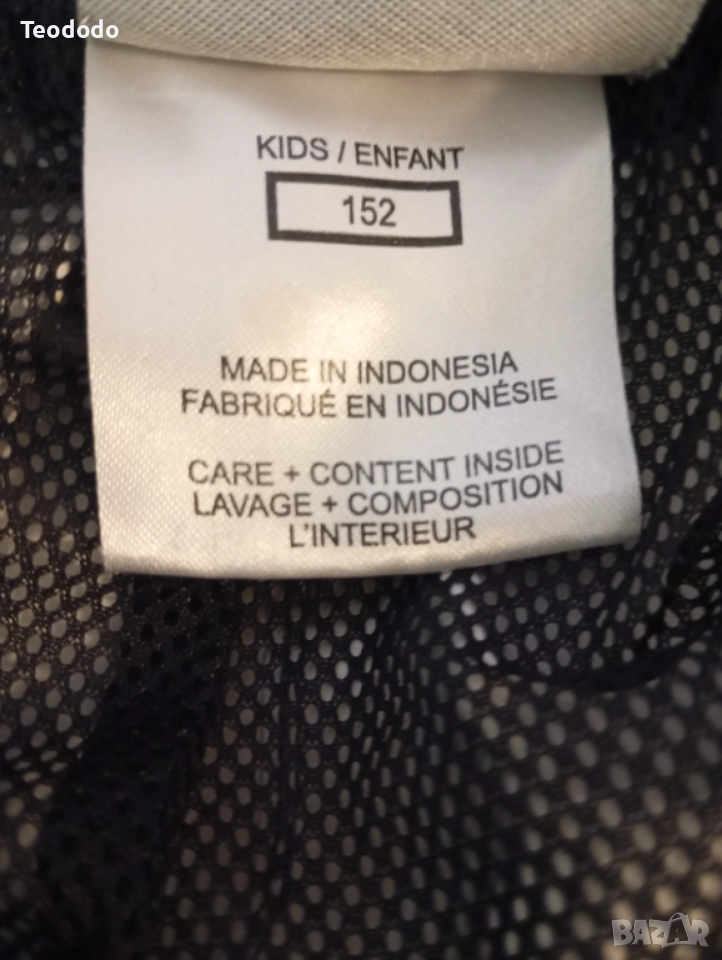 Teododo
KIDS / ENFANT
152
MADE IN INDONESIA
FABRIQUÉ EN INDONÉSIE
CARE + CONTENT INSIDE
LAVAGE + COMPOSITION
L'INTERIEUR
BAZAR